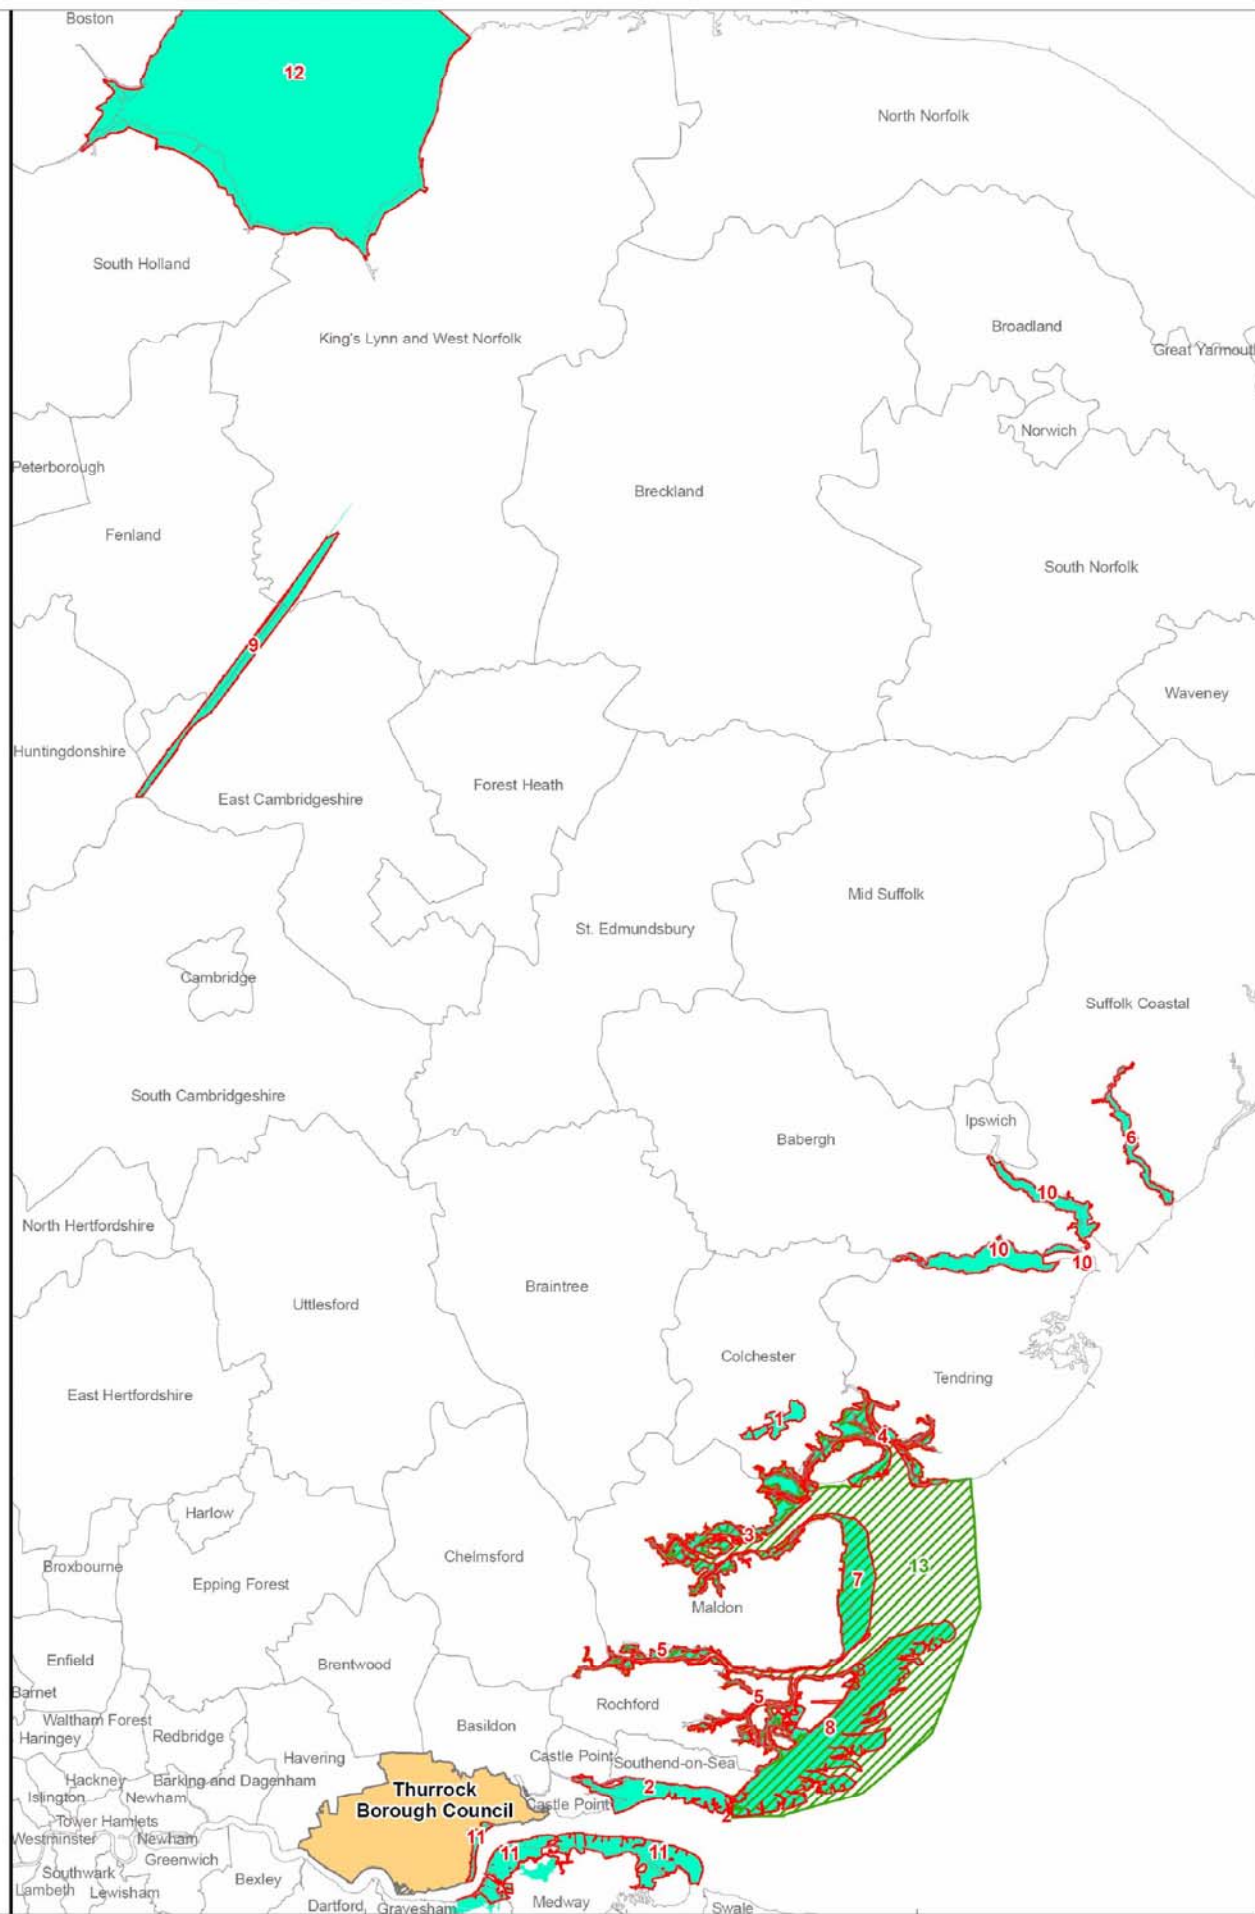 Boston
12
North Norfolk
South Holland
King's Lynn and West Norfolk
Broadland
Great Yarmout
Norwich
Peterborough
Breckland
Fenland
South Norfolk
9
Waveney
Huntingdonshire
East Cambridgeshire
Forest Heath
Mid Suffolk
St. Edmundsbury
Cambridge
Suffolk Coastal
South Cambridgeshire
Ipswich
Babergh
6
10
North Hertfordshire
10
10
Braintree
Uttlesford
Colchester
Tendring
East Hertfordshire
1
4
Harlow
3
Chelmsford
Broxbourne
Epping Forest
13
7
Maldon
5
Enfield
Brentwood
Barnet
5
Rochford
Waltham Forest
Haringey
Redbridge
Basildon
8
Havering
Castle Point
Southend-on-Sea
Hackney
Barking and Dagenham
2
Islington
Newham
Thurrock
Borough Council
Castle Point
2
Tower Hamlets
Westminster
Newham
11
Greenwich
11
11
Southwark
Bexley
Lambeth
Lewisham
Dartford
Gravesham
Medway
Swale